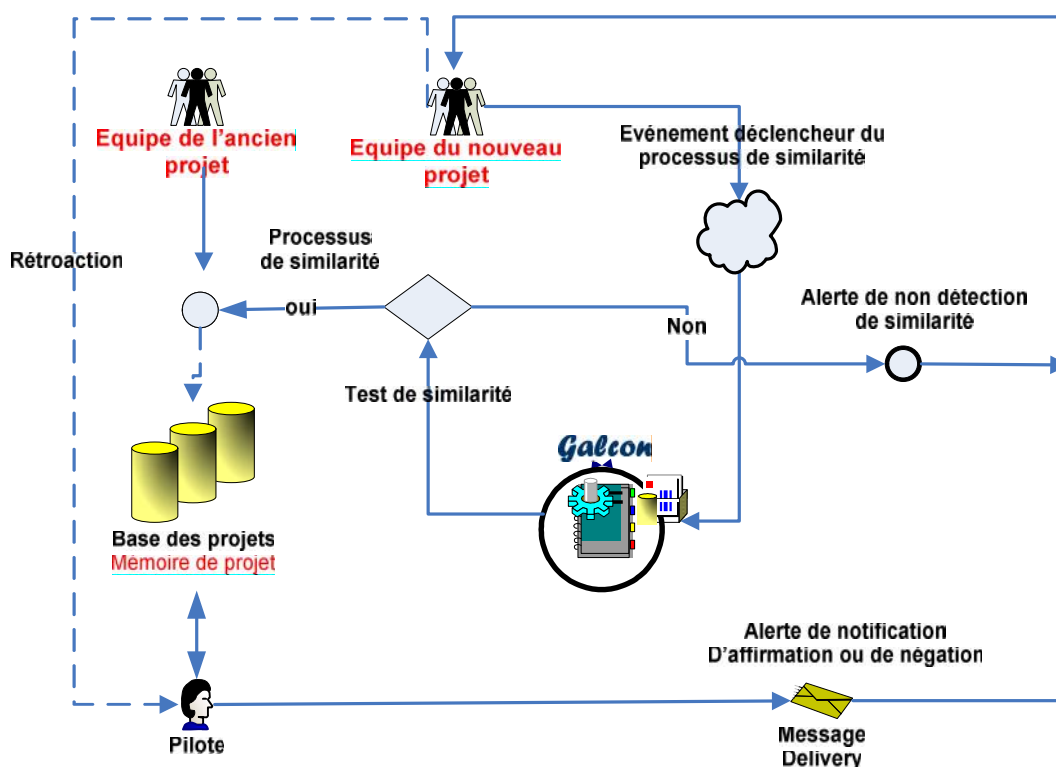 Equipe de l'ancien
projet
Equipe du nouveau
projet
Evénement déclencheur du
processus de similarité
Rétroaction
Processus
de similarité
oui
Non
Alerte de non détection
de similarité
Test de similarité
Galcon
Base des projets
Mémoire de projet
Alerte de notification
D'affirmation ou de négation
Pilote
Message
Delivery